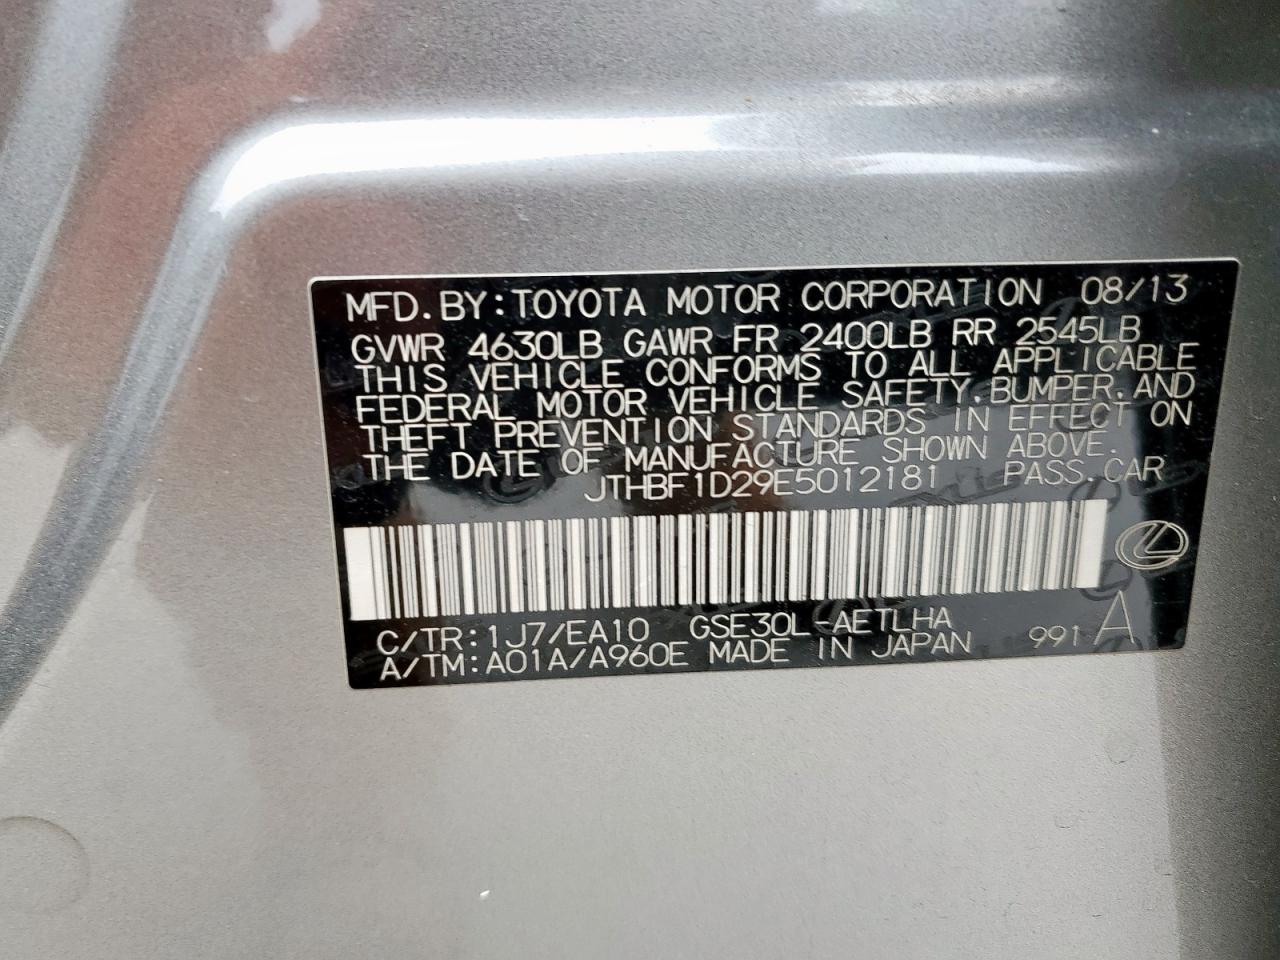 MFD. BY: TOYOTA MOTOR CORPORATION 08/13
GVWR 4630LB GAWR FR 2400LB RR 2545LB
THIS VEHICLE CONFORMS TO ALL APPLICABLE
FEDERAL MOTOR VEHICLE SAFETY, BUMPER, AND
THEFT PREVENTION STANDARDS IN EFFECT ON
THE DATE OF MANUFACTURE SHOWN ABOVE.
JTHBF1D29E5012181 PASS. CAR
C/TR: 1J7/EA10 GSE30L-AETLHA
A/TM: A01A/A960E MADE IN JAPAN 991 A